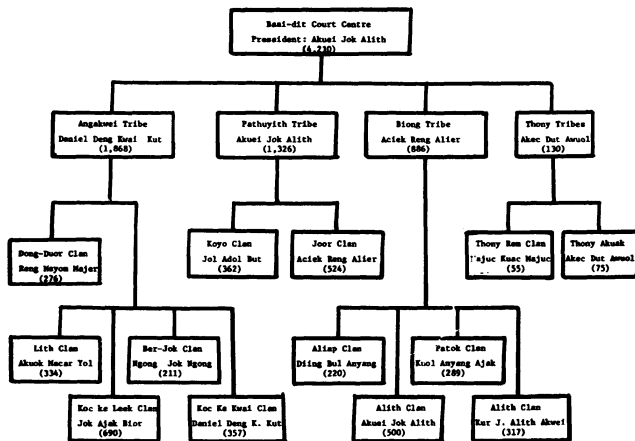 Baai-dit Court Centre
President: Akuei Jok Alith
(4,210)
Angakwei Tribe
Daniel Deng Kwai Kut
(1,868)
Pathuyith Tribe
Akuei Jok Alith
(1,326)
Biong Tribe
Aciek Reng Alier
(886)
Thony Tribes
Akec Dut Awuol
(130)
Dong-Duor Clan
Reng Mayom Majer
(276)
Koyo Clan
Jol Adol But
(362)
Joor Clan
Aciek Reng Alier
(524)
Thony Rem Clan
Majuc Kuac Majuc
(55)
Thony Akuak
Akec Dut Awuol
(75)
Lith Clan
Akuok Macar Tol
(334)
Ber-Jok Clan
Ngong Jok Ngong
(211)
Aliap Clan
Diing Bul Anyang
(220)
Patok Clan
Kuol Anyang Ajak
(289)
Koc ke Leek Clan
Jok Ajak Bior
(690)
Koc Ke Kwai Clan
Daniel Deng K. Kut
(357)
Alith Clan
Akuei Jok Alith
(500)
Alith Clan
Kur J. Alith Akwei
(317)